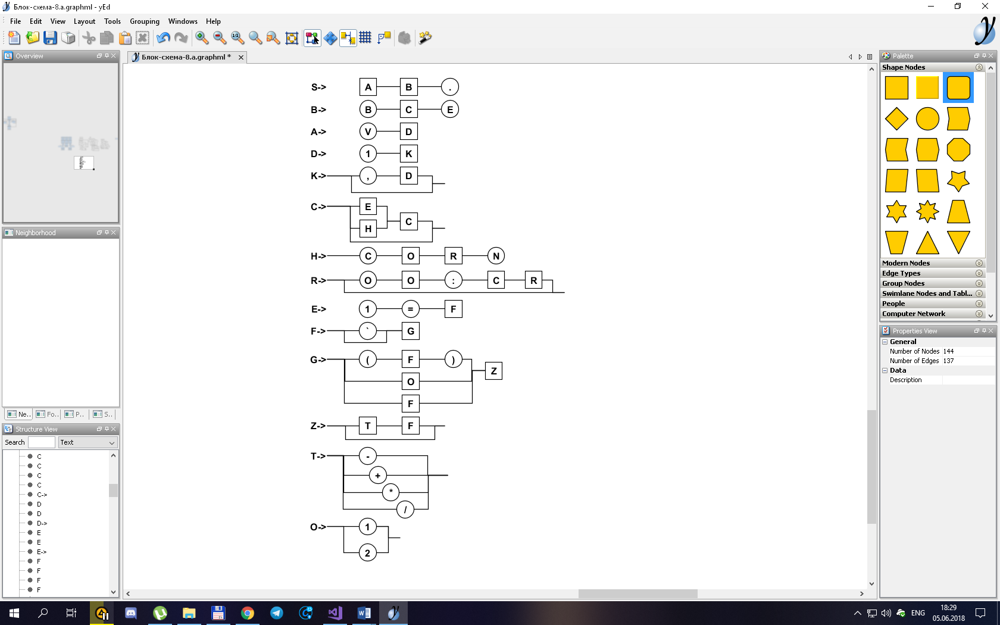 Блок-схема-8.a.graphml - yEd
File Edit View Layout Tools Grouping Windows Help
Overview
Блок-схема-8.a.graphml *
Palette
Shape Nodes
S-> A B .
B-> B C E
A-> V D
D-> 1 K
K-> , D
C-> E
C
H
H-> C O R N
R-> O O : C R
E-> 1 = F
F-> ` G
G-> ( F )
Z
O
F
Z-> T F
T-> -
+
*
/
O-> 1
2
Neighborhood
Ne.. Fo.. P.. S..
Structure View
Search Text
C
C
C
C
C->
D
D
D->
E
E
E->
F
F
F
F
Modern Nodes
Edge Types
Group Nodes
Swimlane Nodes and Tabl...
People
Computer Network
Properties View
General
Number of Nodes 144
Number of Edges 137
Data
Description
ENG
18:29
05.06.2018